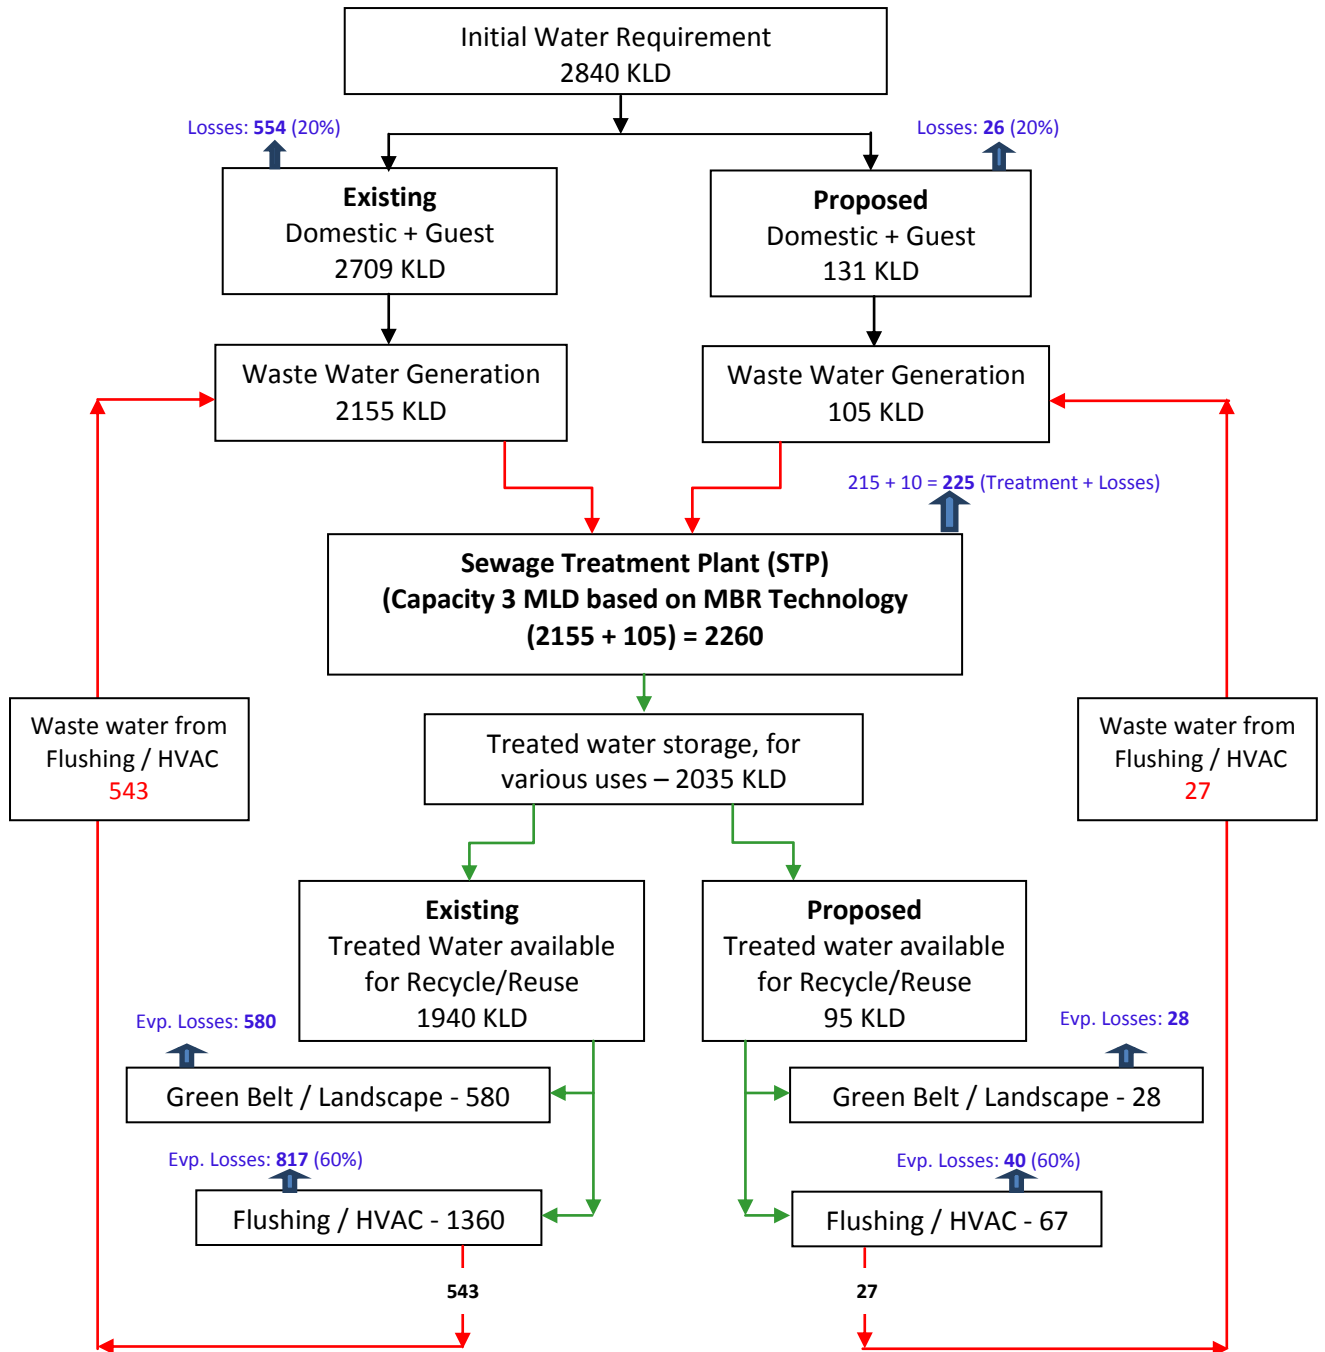 Initial Water Requirement
2840 KLD
Losses: 554 (20%)
Losses: 26 (20%)
Existing
Domestic + Guest
2709 KLD
Proposed
Domestic + Guest
131 KLD
Waste Water Generation
2155 KLD
Waste Water Generation
105 KLD
215 + 10 = 225 (Treatment + Losses)
Sewage Treatment Plant (STP)
(Capacity 3 MLD based on MBR Technology
(2155 + 105) = 2260
Waste water from
Flushing / HVAC
543
Treated water storage, for
various uses – 2035 KLD
Waste water from
Flushing / HVAC
27
Existing
Treated Water available
for Recycle/Reuse
1940 KLD
Proposed
Treated water available
for Recycle/Reuse
95 KLD
Evp. Losses: 580
Evp. Losses: 28
Green Belt / Landscape - 580
Green Belt / Landscape - 28
Evp. Losses: 817 (60%)
Evp. Losses: 40 (60%)
Flushing / HVAC - 1360
Flushing / HVAC - 67
543
27